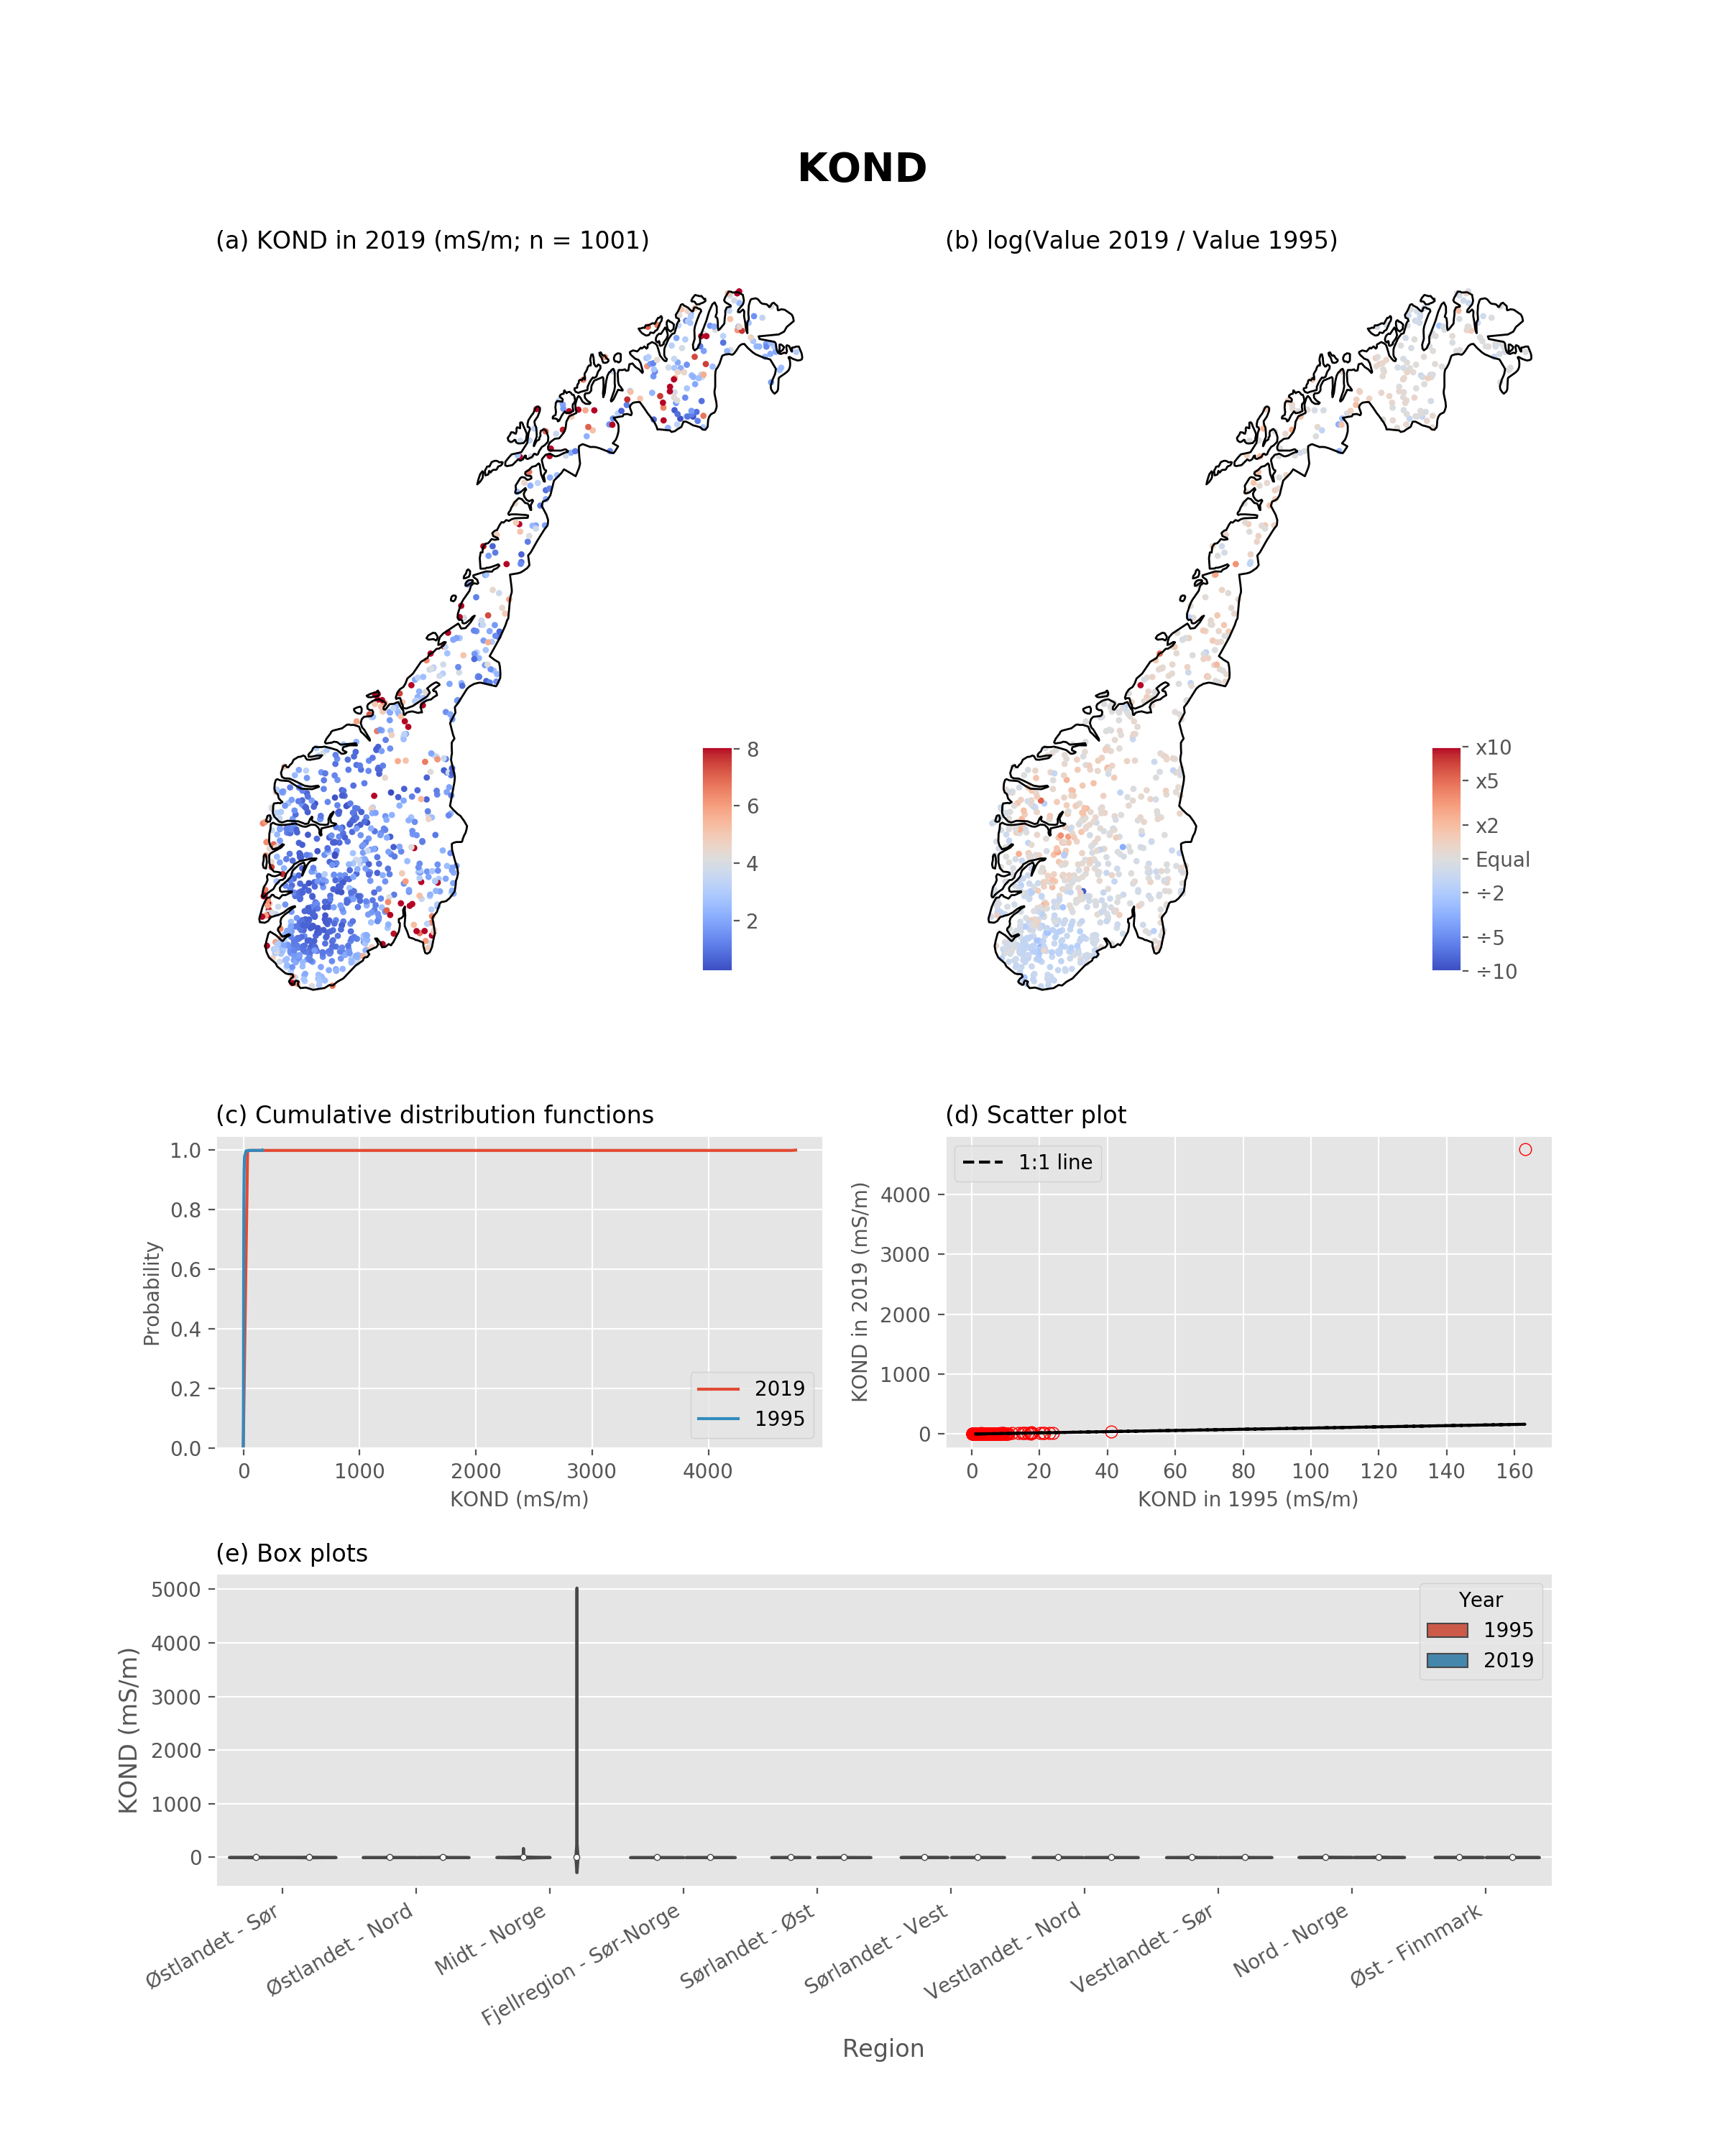 KOND
(a) KOND in 2019 (mS/m; n = 1001)
8
6
4
2
(b) log(Value 2019 / Value 1995)
x10
x5
x2
Equal
÷2
÷5
÷10
(c) Cumulative distribution functions
1.0
0.8
0.6
0.4
0.2
0.0
Probability
0 1000 2000 3000 4000
KOND (mS/m)
2019
1995
(d) Scatter plot
1:1 line
4000
3000
2000
1000
0
KOND in 2019 (mS/m)
0 20 40 60 80 100 120 140 160
KOND in 1995 (mS/m)
(e) Box plots
5000
4000
3000
2000
1000
0
KOND (mS/m)
Year
1995
2019
Østlandet - Sør
Østlandet - Nord
Midt - Norge
Fjellregion - Sør-Norge
Sørlandet - Øst
Sørlandet - Vest
Vestlandet - Nord
Vestlandet - Sør
Nord - Norge
Øst - Finnmark
Region